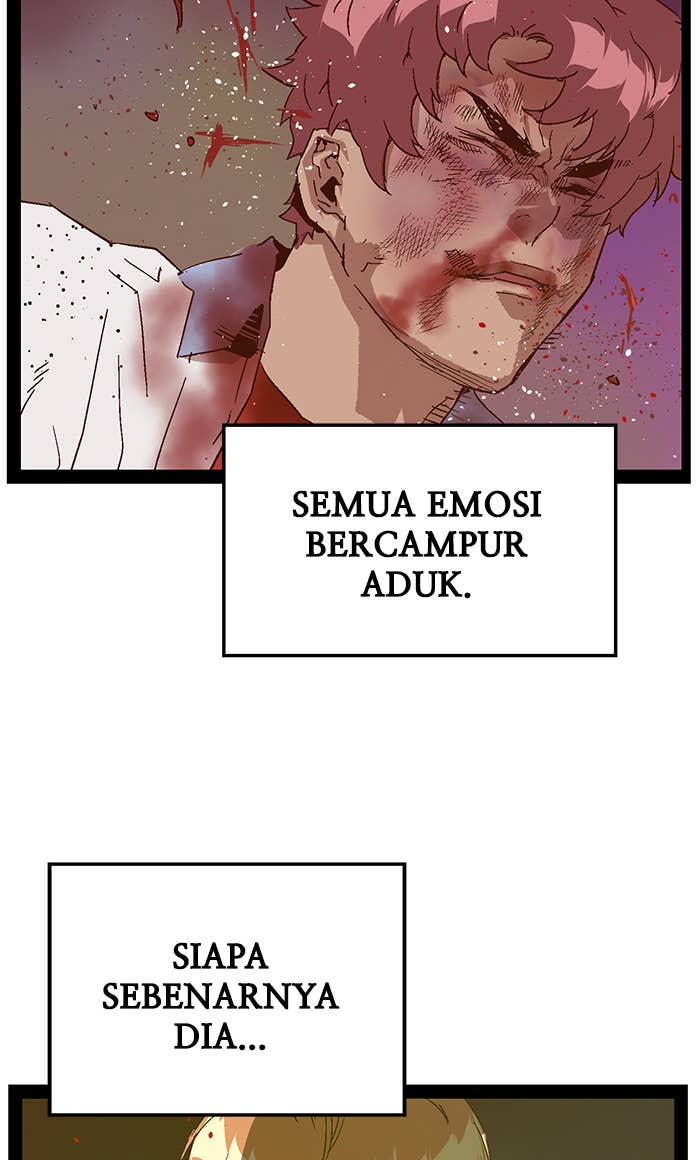 SEMUA EMOSI
BERCAMPUR
ADUK.
SIAPA
SEBENARNYA
DIA...